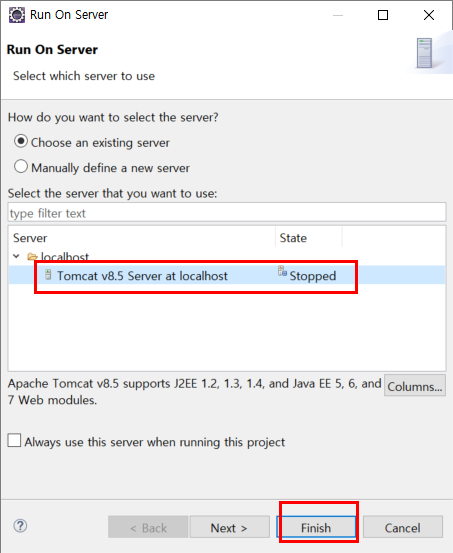 Run On Server
Run On Server
Select which server to use
How do you want to select the server?
Choose an existing server
Manually define a new server
Select the server that you want to use:
type filter text
Server State
localhost
Tomcat v8.5 Server at localhost Stopped
Apache Tomcat v8.5 supports J2EE 1.2, 1.3, 1.4, and Java EE 5, 6, and
7 Web modules.
Columns...
Always use this server when running this project
? < Back Next > Finish Cancel